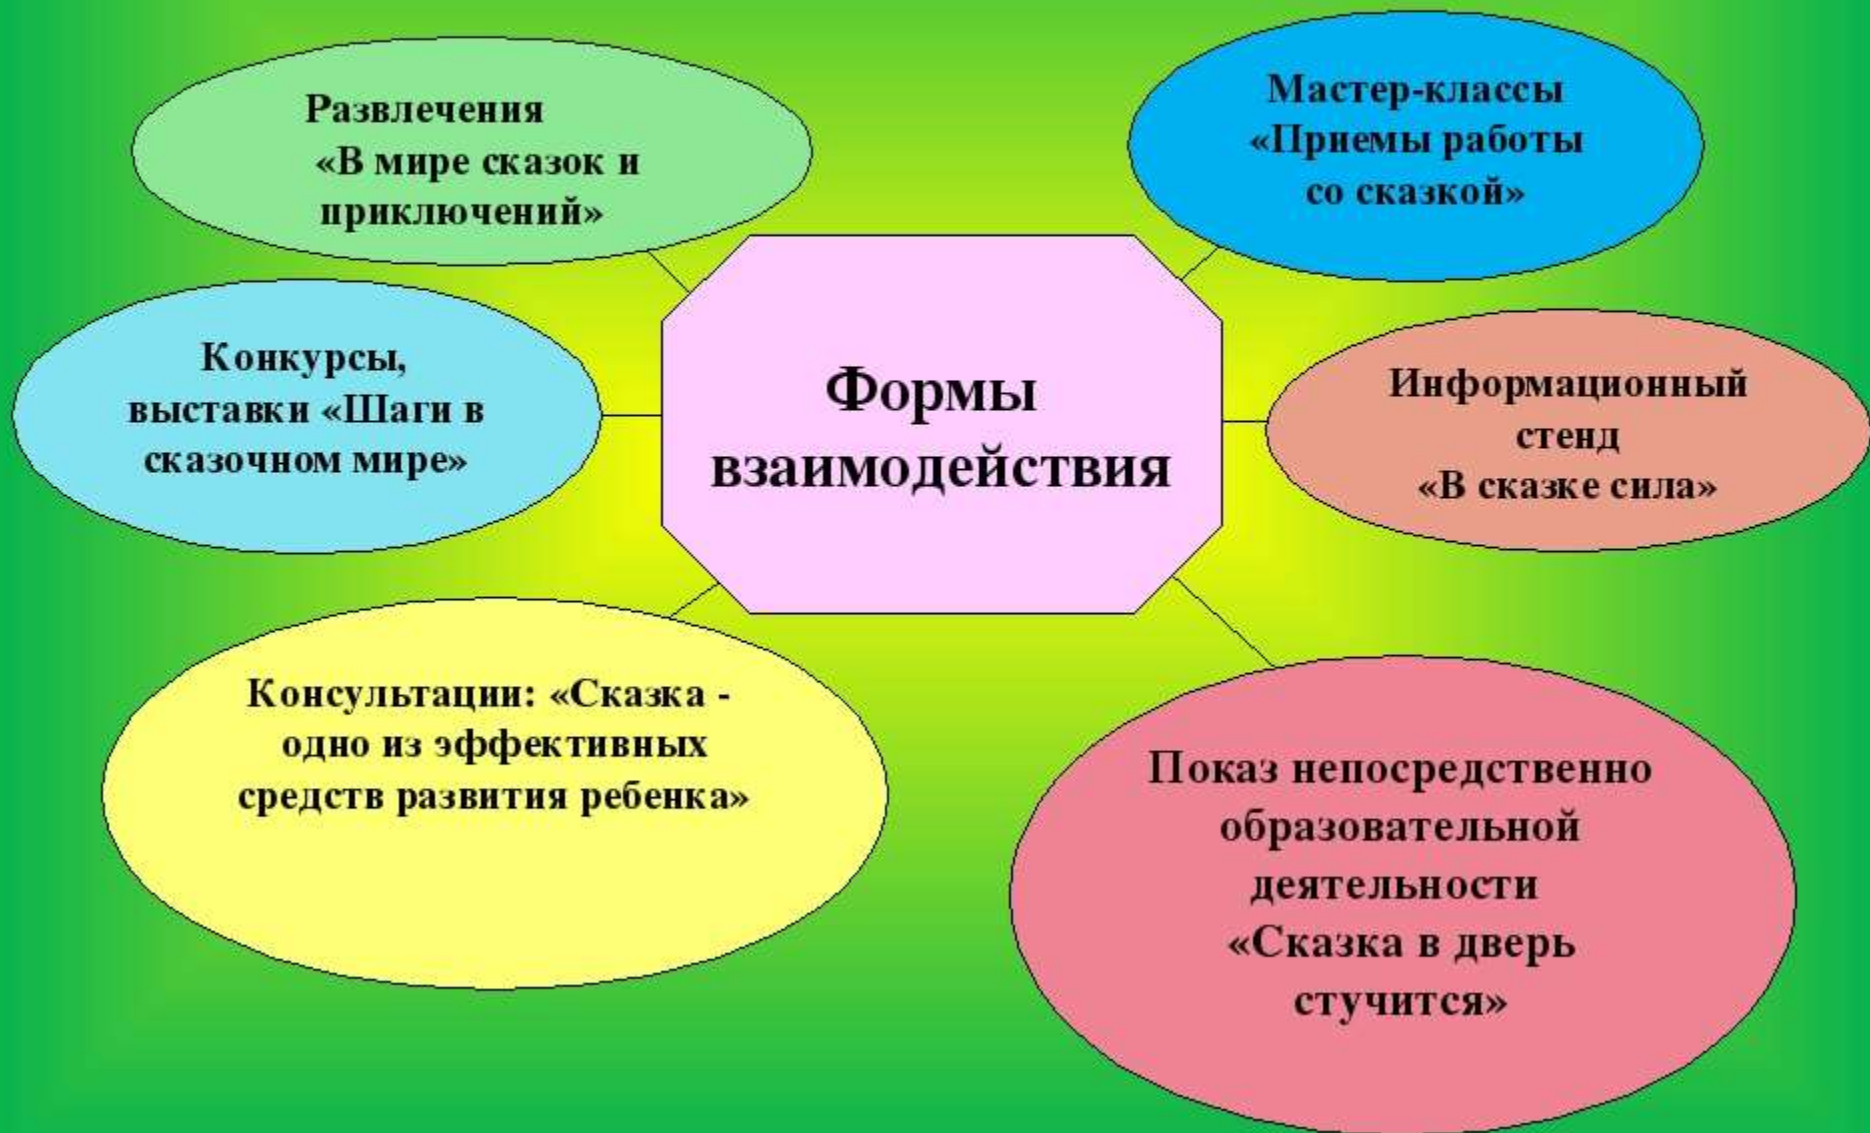 Развлечения
«В мире сказок и
приключений»
Мастер-классы
«Приемы работы
со сказкой»
Конкурсы,
выставки «Шаги в
сказочном мире»
Формы
взаимодействия
Информационный
стенд
«В сказке сила»
Консультации: «Сказка -
одно из эффективных
средств развития ребенка»
Показ непосредственно
образовательной
деятельности
«Сказка в дверь
стучится»